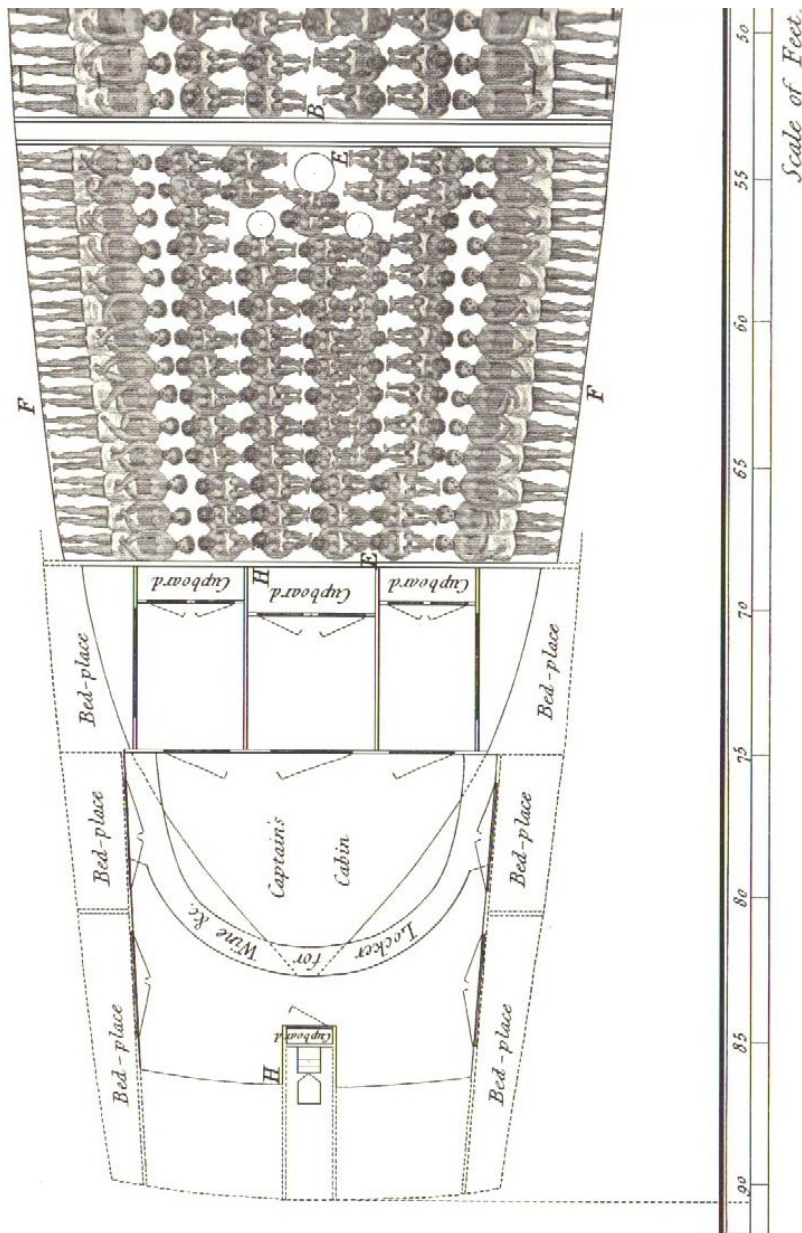 50
Scale of Feet.
B
E
55
60
F
F
65
E
H
Cupboard
Cupboard
Cupboard
70
Bed-place
Bed-place
75
Bed-place
Bed-place
Captain's
Cabin
80
Locker for Wine &c.
Cupboard
H
85
Bed-place
Bed-place
90